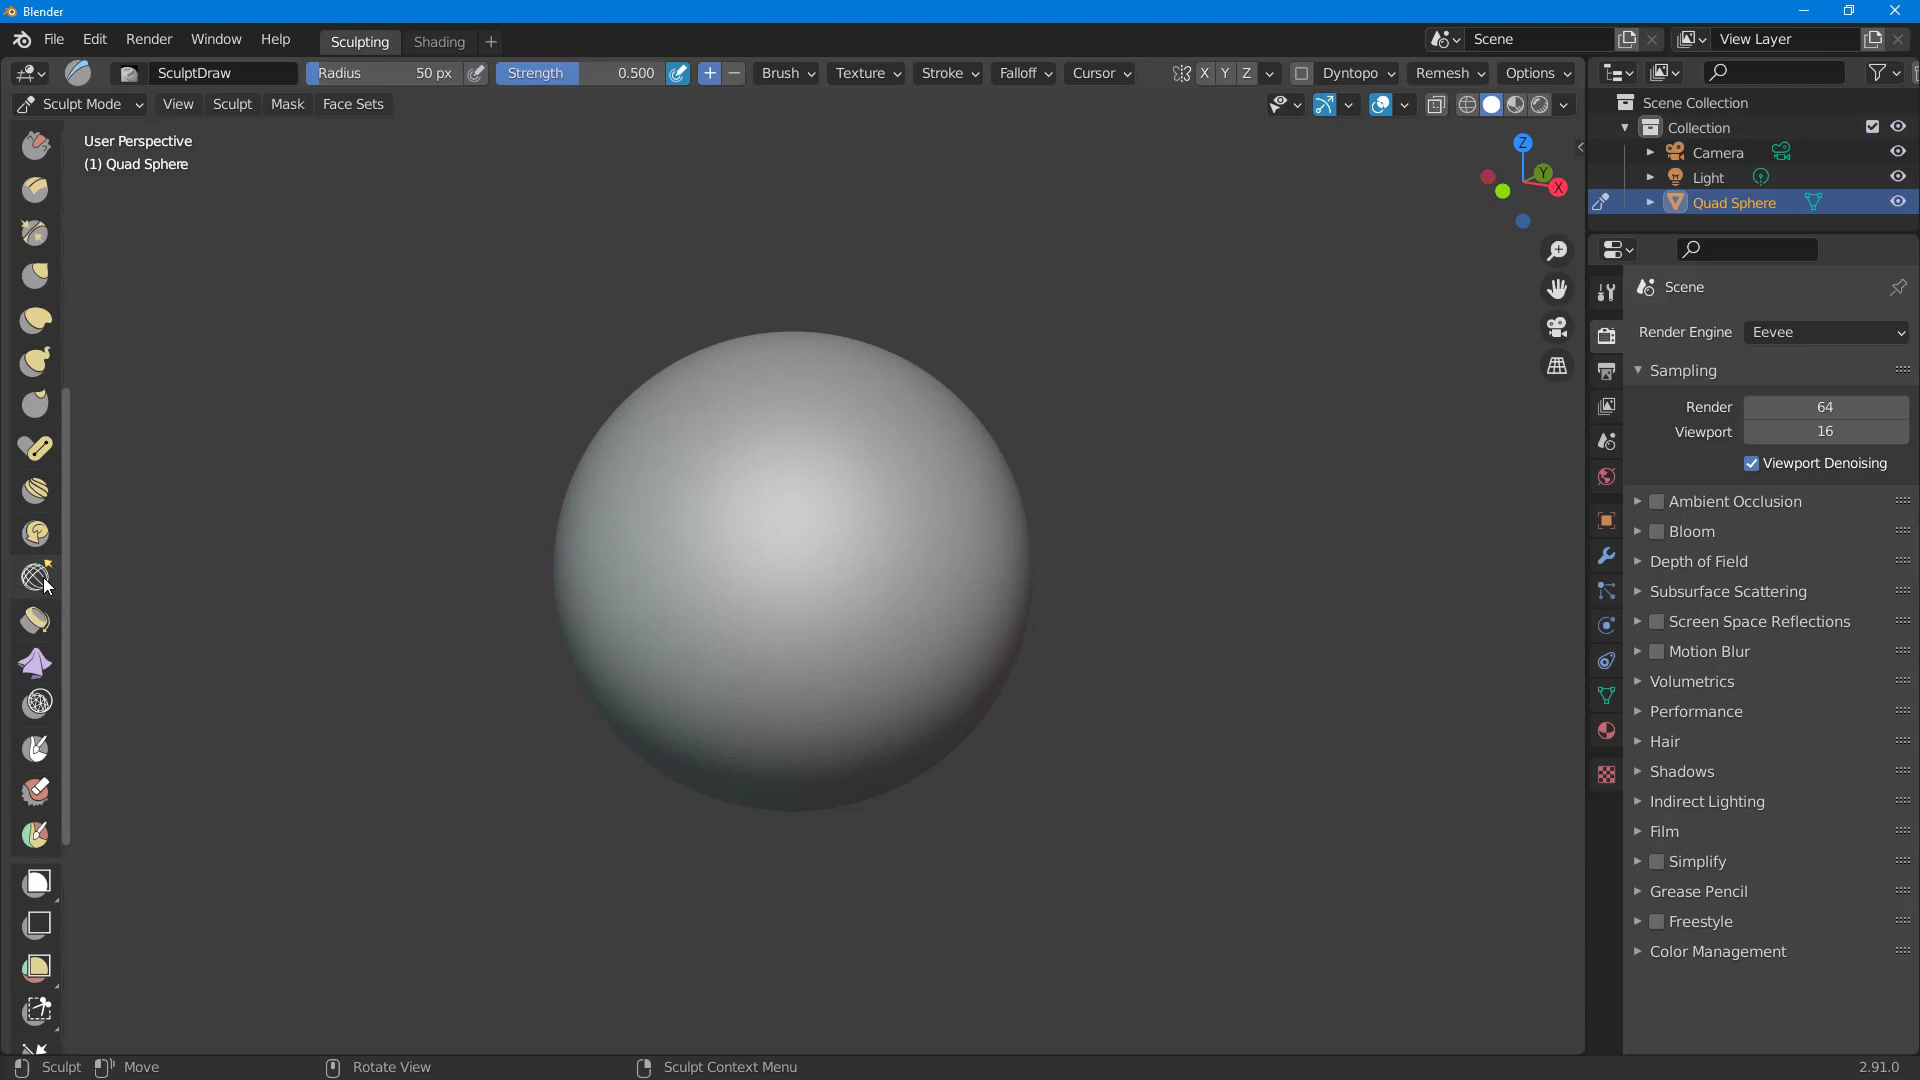 Blender
File Edit Render Window Help Sculpting Shading + Scene View Layer
SculptDraw Radius 50 px Strength 0.500 + − Brush Texture Stroke Falloff Cursor X Y Z Dyntopo Remesh Options
Sculpt Mode View Sculpt Mask Face Sets
User Perspective
(1) Quad Sphere
Z
Y
X
Scene Collection
Collection
Camera
Light
Quad Sphere
Scene
Render Engine Eevee
Sampling
Render 64
Viewport 16
Viewport Denoising
Ambient Occlusion
Bloom
Depth of Field
Subsurface Scattering
Screen Space Reflections
Motion Blur
Volumetrics
Performance
Hair
Shadows
Indirect Lighting
Film
Simplify
Grease Pencil
Freestyle
Color Management
Sculpt Move Rotate View Sculpt Context Menu 2.91.0